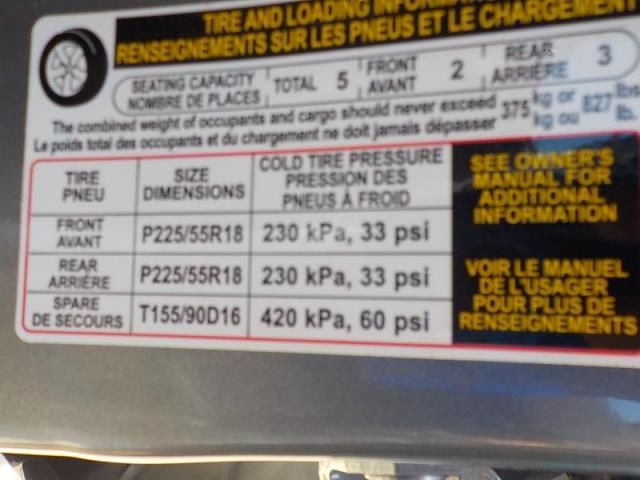 TIRE AND LOADING
RENSEIGNEMENTS SUR LES PNEUS ET LE CHARGEMENT
SEATING CAPACITY
NOMBRE DE PLACES
TOTAL 5
FRONT
AVANT
2
REAR
ARRIÈRE
3
The combined weight of occupants and cargo should never exceed
Le poids total des occupants et du chargement ne doit jamais dépasser
375
kg or
kg ou
827
lbs
lb.
TIRE
PNEU
SIZE
DIMENSIONS
COLD TIRE PRESSURE
PRESSION DES
PNEUS À FROID
SEE OWNER'S
MANUAL FOR
ADDITIONAL
INFORMATION
FRONT
AVANT
P225/55R18
230 kPa, 33 psi
REAR
ARRIÈRE
P225/55R18
230 kPa, 33 psi
VOIR LE MANUEL
DE L'USAGER
POUR PLUS DE
RENSEIGNEMENTS
SPARE
DE SECOURS
T155/90D16
420 kPa, 60 psi